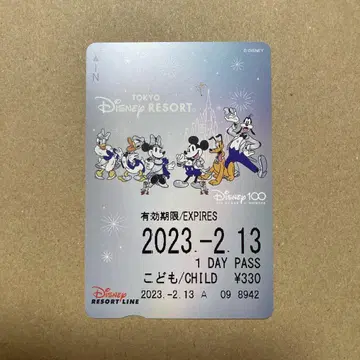 ©DISNEY
TOKYO
Disney RESORT
Disney 100
有効期限/EXPIRES
2023.-2.13
1 DAY PASS
こども/CHILD ¥330
Disney
RESORT LINE
2023.-2.13 A 09 8942